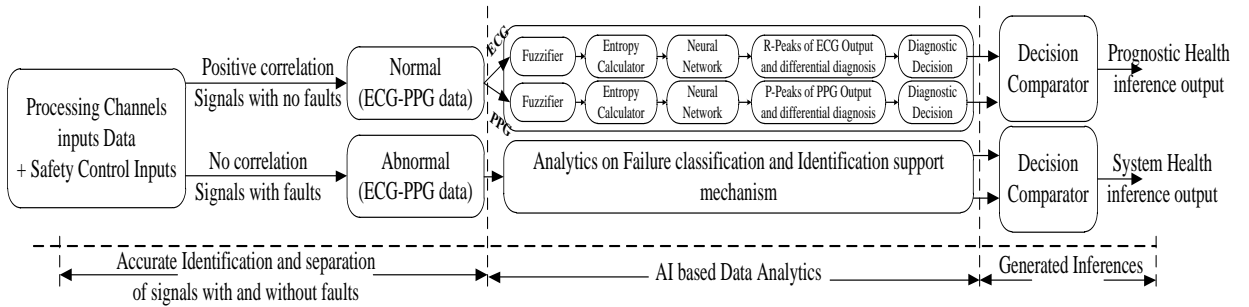 Processing Channels
inputs Data
+ Safety Control Inputs
Positive correlation
Signals with no faults
No correlation
Signals with faults
Normal
(ECG-PPG data)
Abnormal
(ECG-PPG data)
ECG
Fuzzifier
Entropy
Calculator
Neural
Network
R-Peaks of ECG Output
and differential diagnosis
Diagnostic
Decision
PPG
Fuzzifier
Entropy
Calculator
Neural
Network
P-Peaks of PPG Output
and differential diagnosis
Diagnostic
Decision
Analytics on Failure classification and Identification support
mechanism
Decision
Comparator
Prognostic Health
inference output
Decision
Comparator
System Health
inference output
Accurate Identification and separation
of signals with and without faults
AI based Data Analytics
Generated Inferences